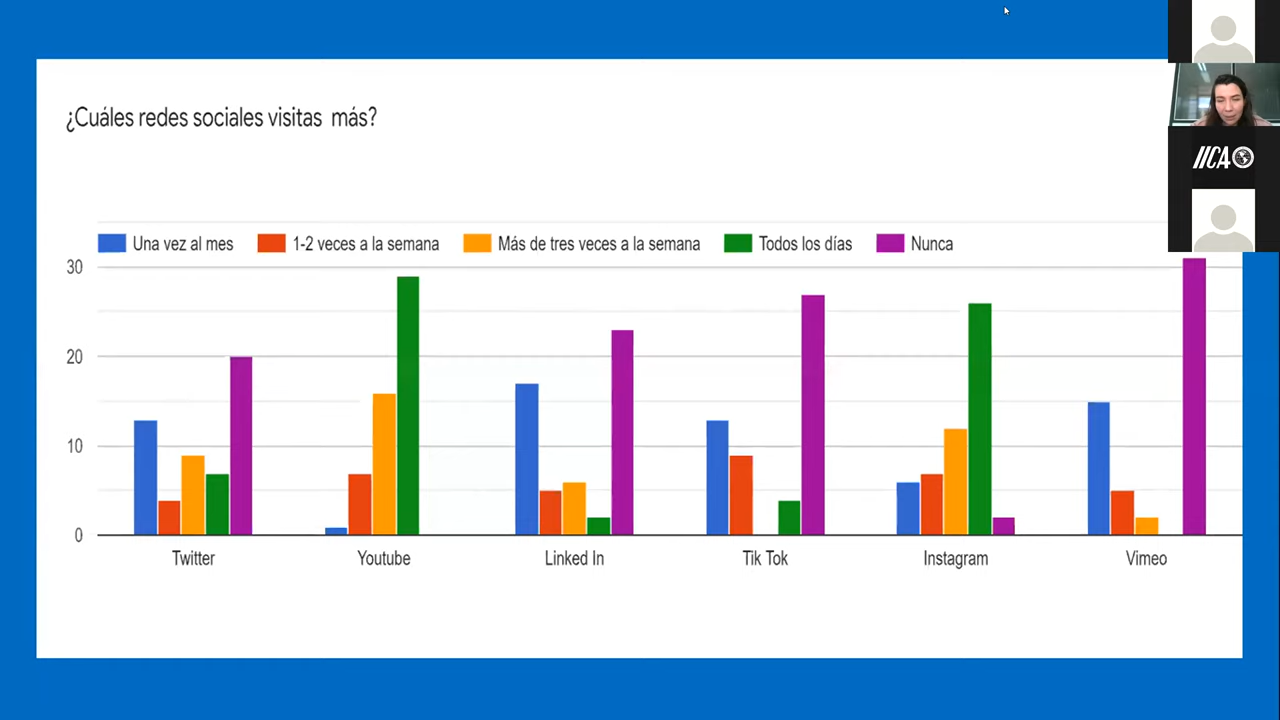 ¿Cuáles redes sociales visitas más?
IICA
Una vez al mes 1-2 veces a la semana Más de tres veces a la semana Todos los días Nunca
30
20
10
0
Twitter Youtube Linked In Tik Tok Instagram Vimeo